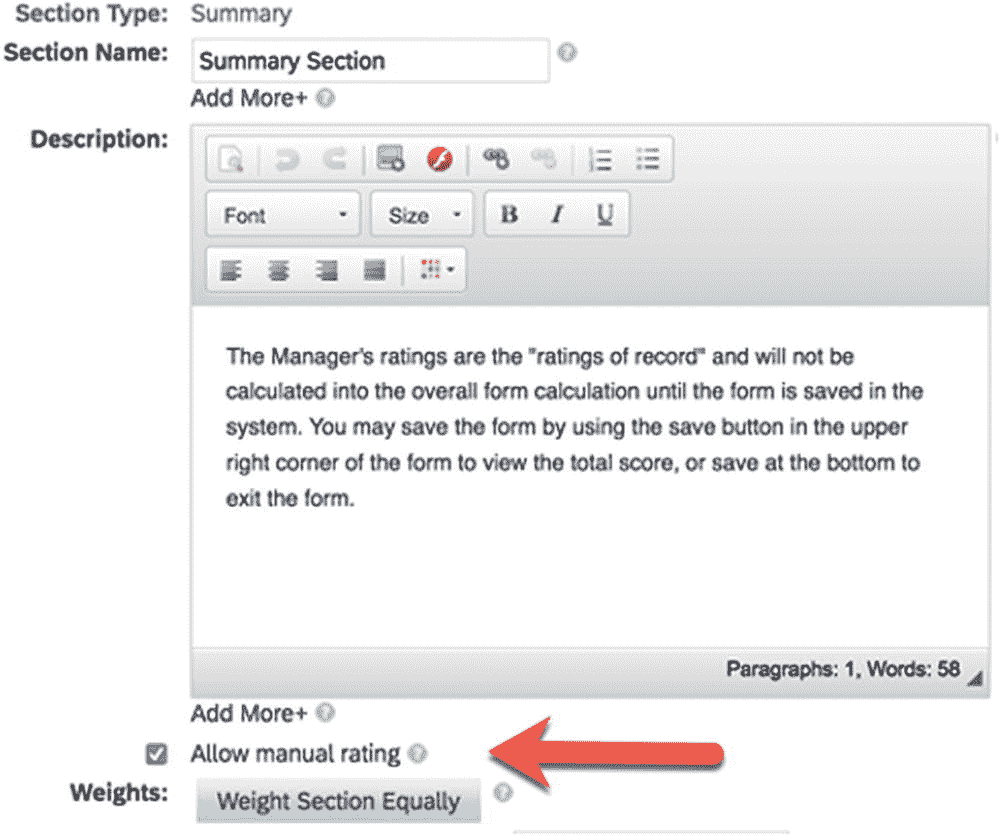 Section Type: Summary
Section Name: Summary Section
Add More+
Description:
Font Size B I U
The Manager's ratings are the "ratings of record" and will not be
calculated into the overall form calculation until the form is saved in the
system. You may save the form by using the save button in the upper
right corner of the form to view the total score, or save at the bottom to
exit the form.
Paragraphs: 1, Words: 58
Add More+
Allow manual rating
Weights: Weight Section Equally